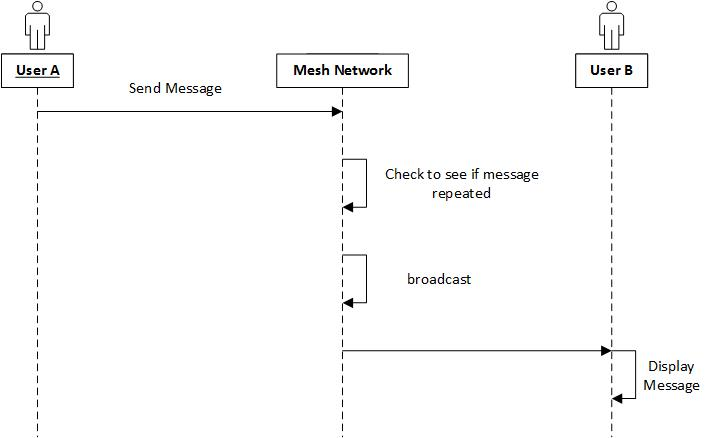 User A
Mesh Network
User B
Send Message
Check to see if message
repeated
broadcast
Display
Message